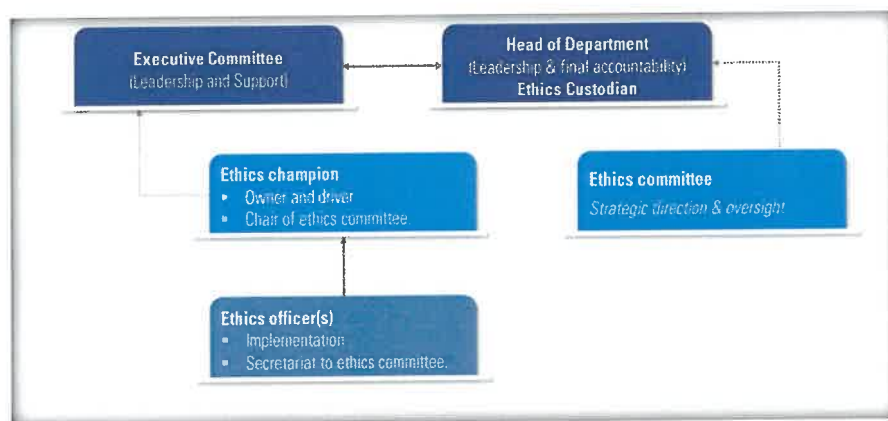 Executive Committee
(Leadership and Support)
Head of Department
(Leadership & final accountability)
Ethics Custodian
Ethics champion
▪ Owner and driver
▪ Chair of ethics committee.
Ethics committee
Strategic direction & oversight
Ethics officer(s)
▪ Implementation
▪ Secretariat to ethics committee.